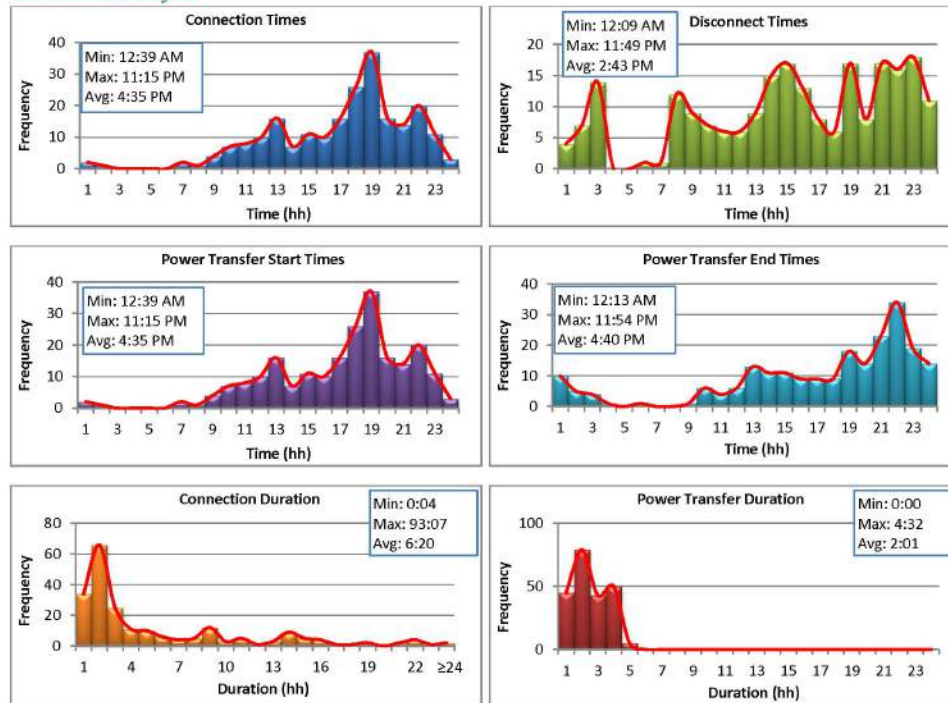 Connection Times
Min: 12:39 AM
Max: 11:15 PM
Avg: 4:35 PM
Frequency
40
30
20
10
0
1 3 5 7 9 11 13 15 17 19 21 23
Time (hh)
Disconnect Times
Min: 12:09 AM
Max: 11:49 PM
Avg: 2:43 PM
Frequency
20
15
10
5
0
1 3 5 7 9 11 13 15 17 19 21 23
Time (hh)
Power Transfer Start Times
Min: 12:39 AM
Max: 11:15 PM
Avg: 4:35 PM
Frequency
40
30
20
10
0
1 3 5 7 9 11 13 15 17 19 21 23
Time (hh)
Power Transfer End Times
Min: 12:13 AM
Max: 11:54 PM
Avg: 4:40 PM
Frequency
40
30
20
10
0
1 3 5 7 9 11 13 15 17 19 21 23
Time (hh)
Connection Duration
Min: 0:04
Max: 93:07
Avg: 6:20
Frequency
80
60
40
20
0
1 4 7 10 13 16 19 22 ≥24
Duration (hh)
Power Transfer Duration
Min: 0:00
Max: 4:32
Avg: 2:01
Frequency
100
50
0
1 3 5 7 9 11 13 15 17 19 21 23
Duration (hh)